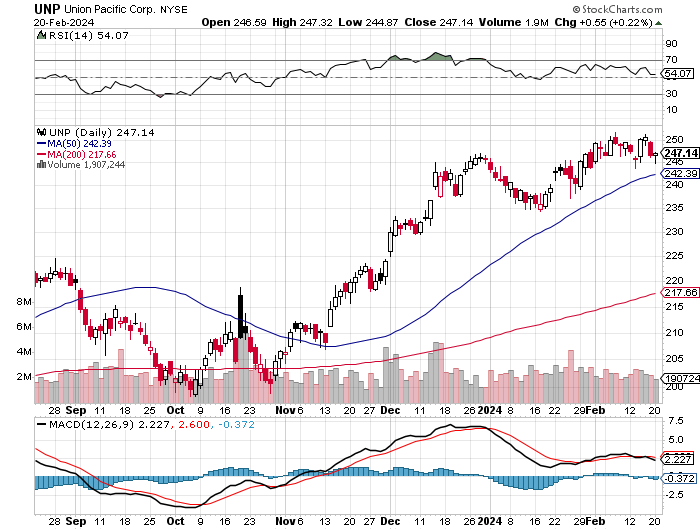 UNP Union Pacific Corp. NYSE © StockCharts.com
20-Feb-2024 Open 246.59 High 247.32 Low 244.87 Close 247.14 Volume 1.9M Chg +0.55 (+0.22%)
RSI(14) 54.07
90
70
54.07
30
10
UNP (Daily) 247.14
MA(50) 242.39
MA(200) 217.66
Volume 1,907,244
250
247.14
245
242.39
240
235
230
225
220
217.66
215
210
205
200
8M
6M
4M
2M
1907244
28 Sep 11 18 25 Oct 9 16 23 Nov 6 13 20 27 Dec 11 18 26 2024 8 16 22 29 Feb 12 20
MACD(12,26,9) 2.227, 2.600, -0.372
7.5
5.0
2.227
-0.372
-2.5
28 Sep 11 18 25 Oct 9 16 23 Nov 6 13 20 27 Dec 11 18 26 2024 8 16 22 29 Feb 12 20